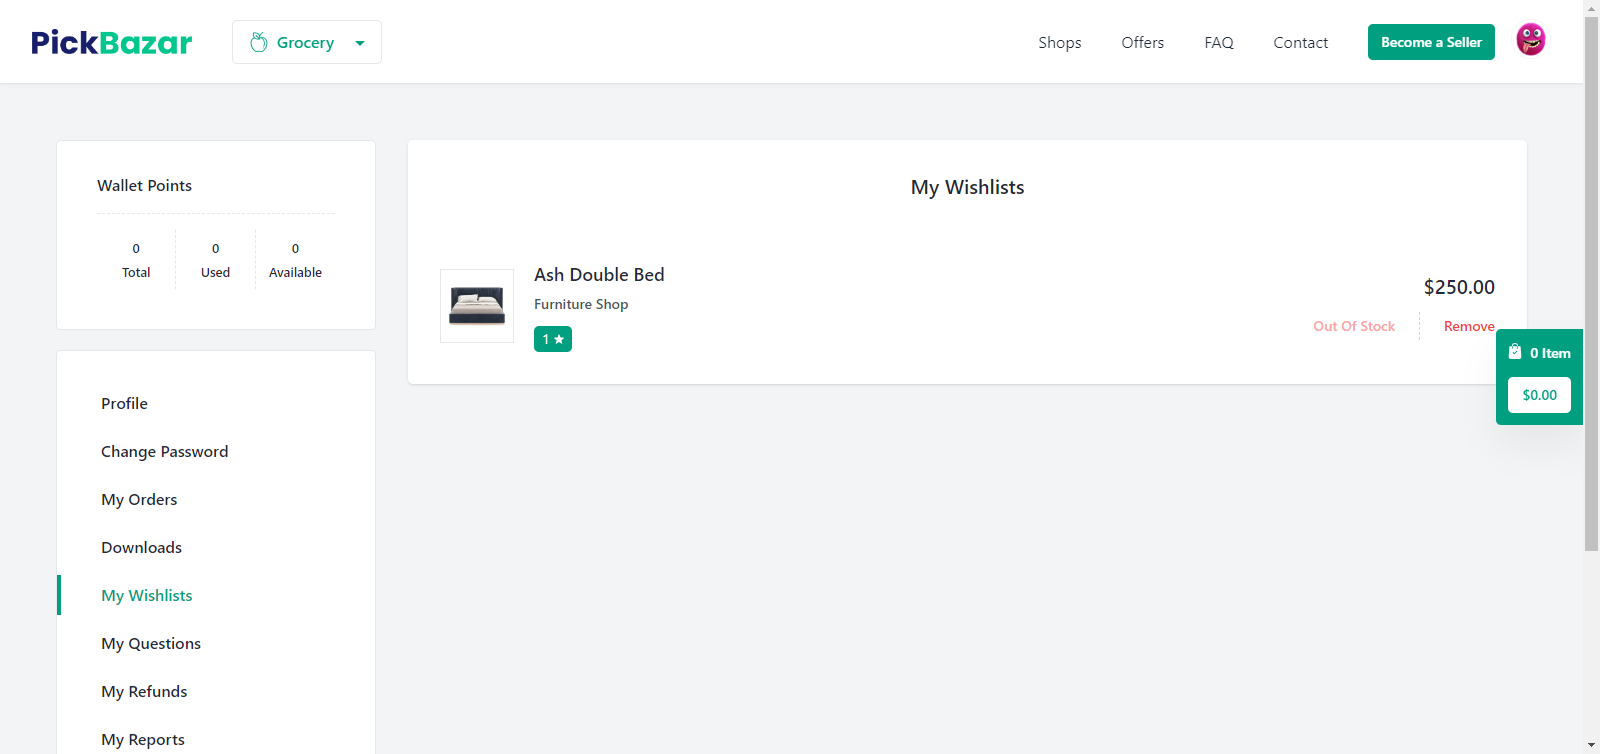 PickBazar
Grocery
Shops
Offers
FAQ
Contact
Become a Seller
Wallet Points
0
Total
0
Used
0
Available
Profile
Change Password
My Orders
Downloads
My Wishlists
My Questions
My Refunds
My Reports
My Wishlists
Ash Double Bed
Furniture Shop
1
$250.00
Out Of Stock
Remove
0 Item
$0.00